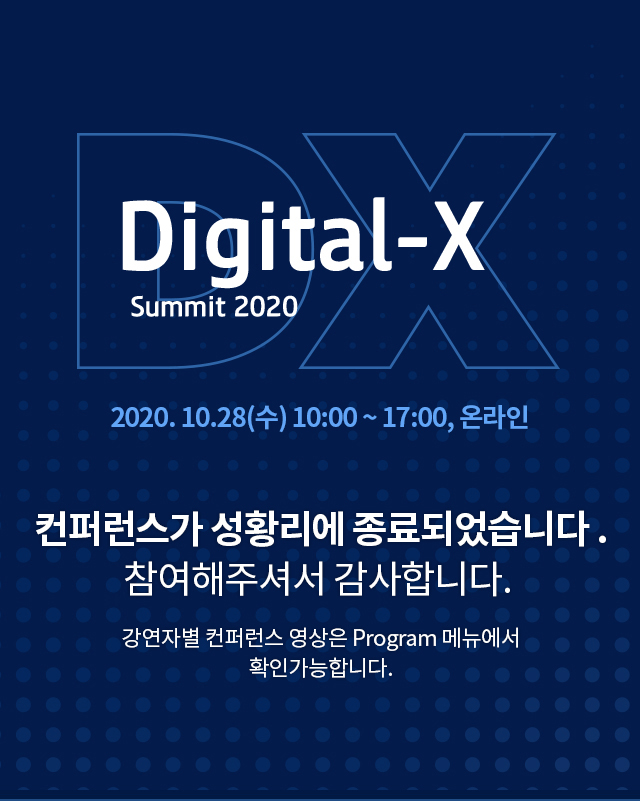 DX
Digital-X
Summit 2020
2020. 10.28(수) 10:00 ~ 17:00, 온라인
컨퍼런스가 성황리에 종료되었습니다 .
참여해주셔서 감사합니다.
강연자별 컨퍼런스 영상은 Program 메뉴에서
확인가능합니다.